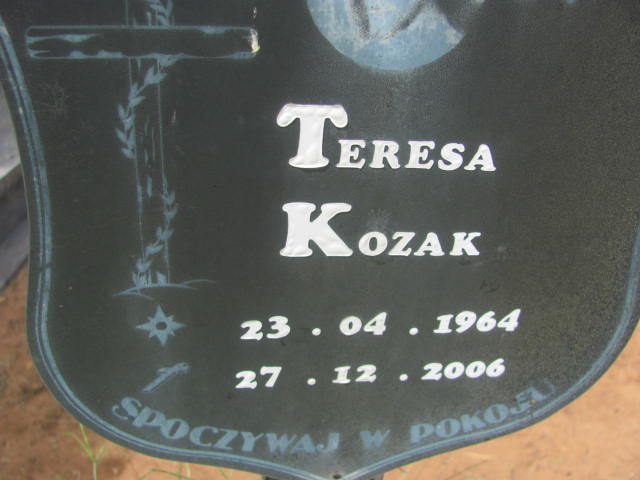 TERESA
KOZAK
23 . 04 . 1964
27 . 12 . 2006
SPOCZYWAJ W POKOJU